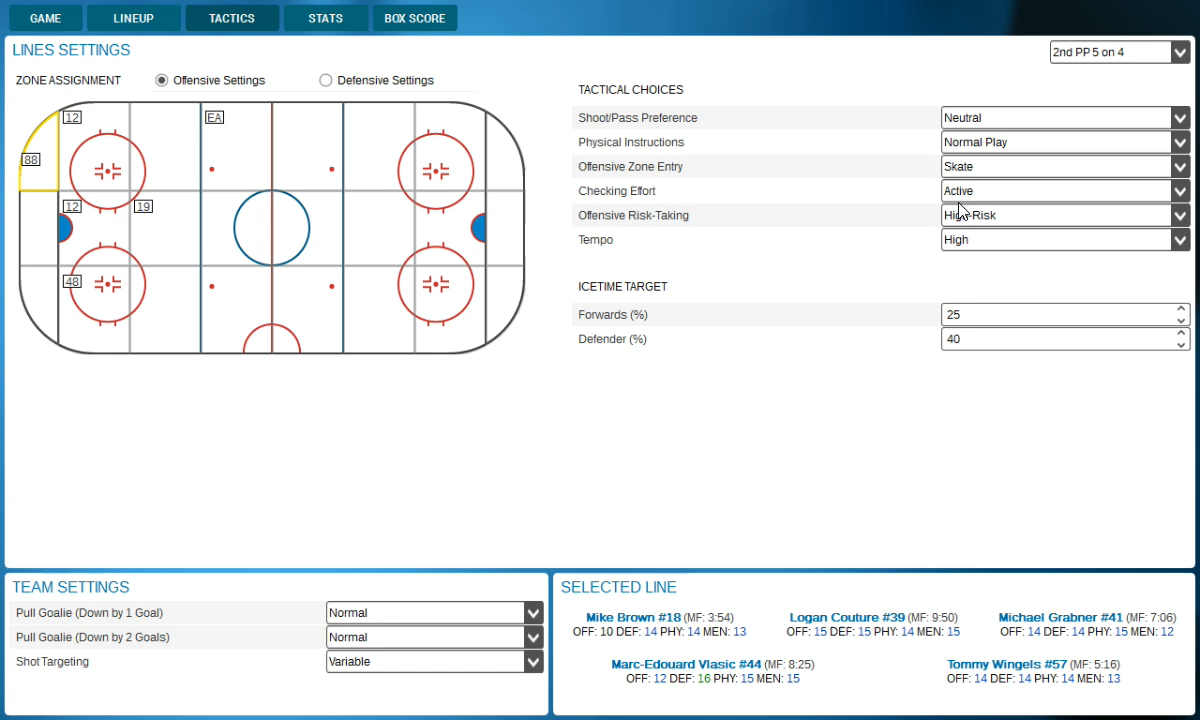 GAME LINEUP TACTICS STATS BOX SCORE
LINES SETTINGS
2nd PP 5 on 4
ZONE ASSIGNMENT Offensive Settings Defensive Settings
12 EA
88
12 19
48
TACTICAL CHOICES
Shoot/Pass Preference Neutral
Physical Instructions Normal Play
Offensive Zone Entry Skate
Checking Effort Active
Offensive Risk-Taking High Risk
Tempo High
ICETIME TARGET
Forwards (%) 25
Defender (%) 40
TEAM SETTINGS
Pull Goalie (Down by 1 Goal) Normal
Pull Goalie (Down by 2 Goals) Normal
Shot Targeting Variable
SELECTED LINE
Mike Brown #18 (MF: 3:54) Logan Couture #39 (MF: 9:50) Michael Grabner #41 (MF: 7:06)
OFF: 10 DEF: 14 PHY: 14 MEN: 13 OFF: 15 DEF: 15 PHY: 14 MEN: 15 OFF: 14 DEF: 14 PHY: 15 MEN: 12
Marc-Edouard Vlasic #44 (MF: 8:25) Tommy Wingels #57 (MF: 5:16)
OFF: 12 DEF: 16 PHY: 15 MEN: 15 OFF: 14 DEF: 14 PHY: 14 MEN: 13